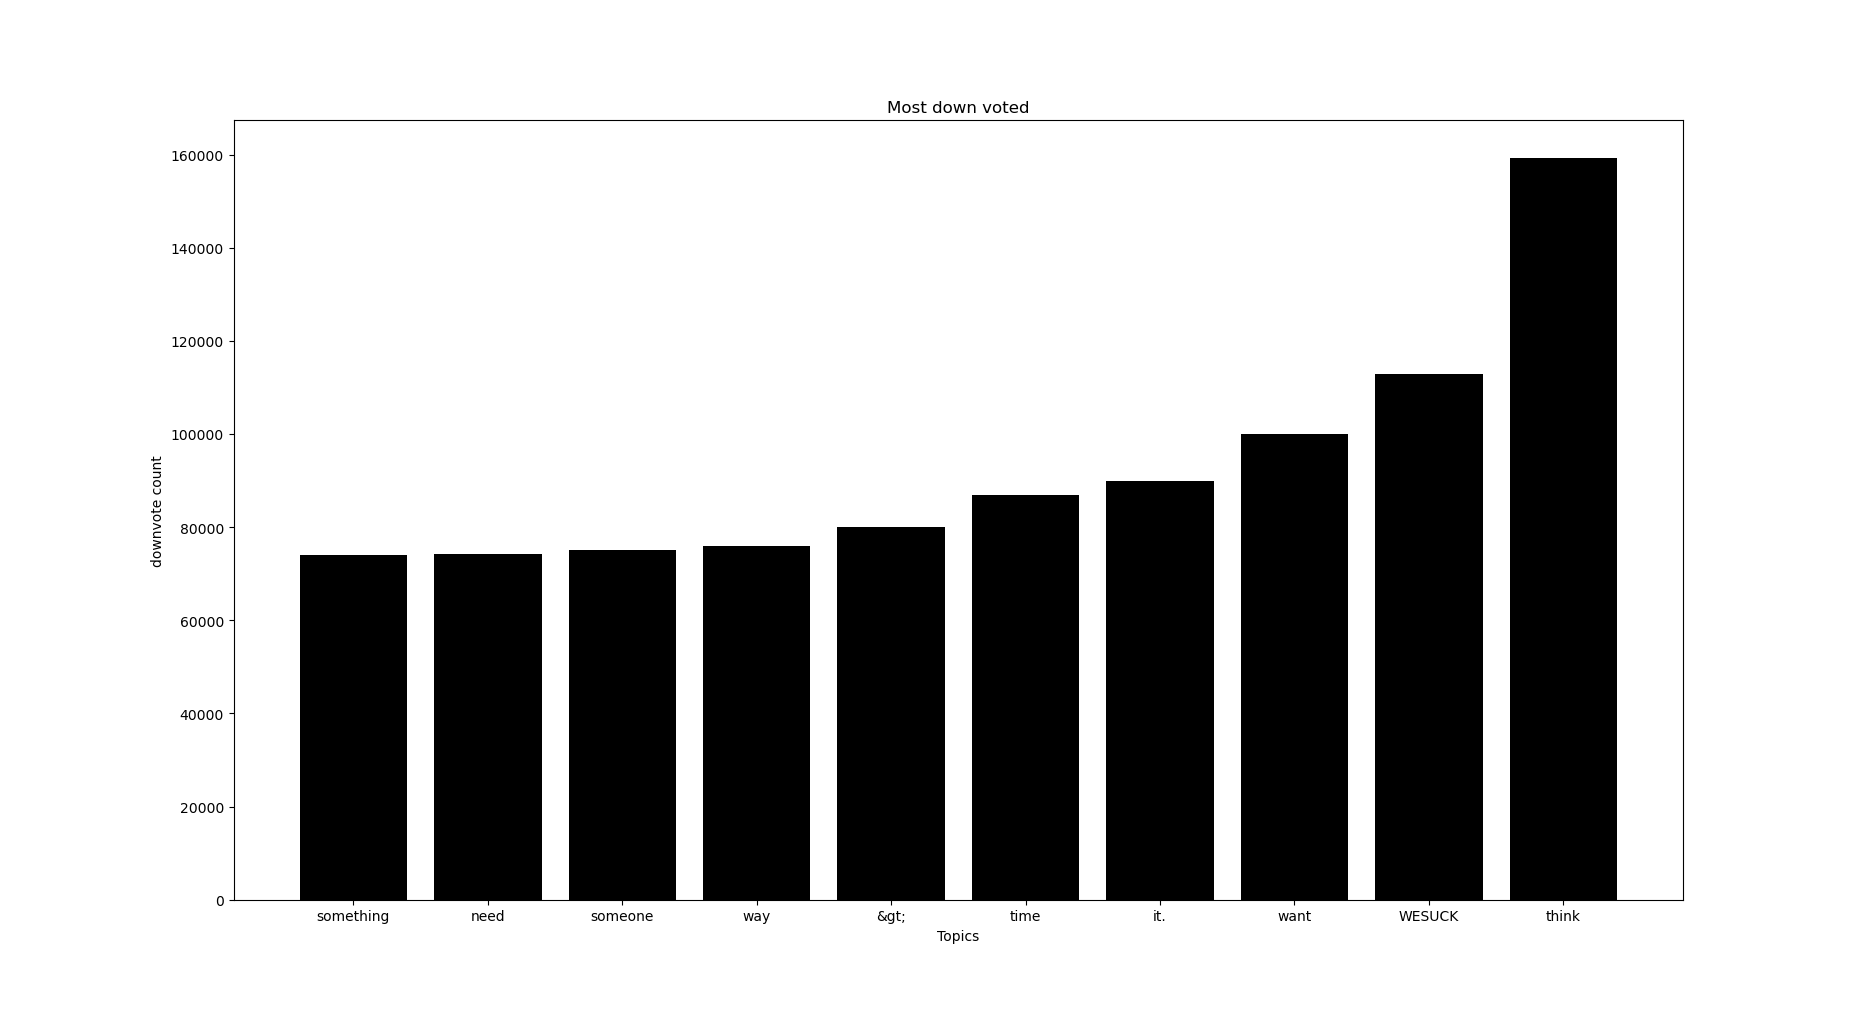 Most down voted
160000
140000
120000
100000
80000
60000
40000
20000
0
downvote count
something need someone way &gt; time it. want WESUCK think
Topics